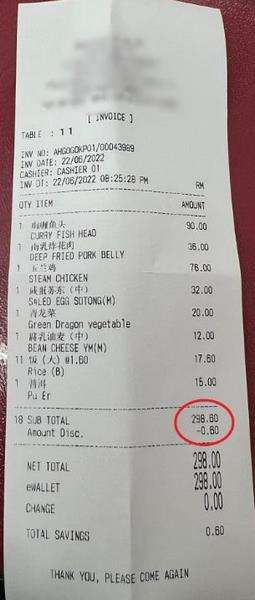 [ INVOICE ]
TABLE : 11
INV NO: AHGOGOKP01/00043989
INV DATE: 22/06/2022
CASHIER: CASHIER 01
INV DT: 22/06/2022 08:25:28 PM
RM
QTY ITEM AMOUNT
1 咖喱鱼头 90.00
CURRY FISH HEAD
1 南乳炸花肉 36.00
DEEP FRIED PORK BELLY
1 玉兰鸡 76.00
STEAM CHICKEN
1 咸蛋苏东 (中) 32.00
SALED EGG SUTONG(M)
1 青龙菜 20.00
Green Dragon vegetable
1 腐乳油麦 (中) 12.00
BEAN CHEESE YM(M)
11 饭 (大) @1.60 17.60
Rice (B)
1 普洱 15.00
Pu Er
18 SUB TOTAL 298.60
Amount Disc. -0.60
NET TOTAL 298.00
eWALLET 298.00
CHANGE 0.00
TOTAL SAVINGS 0.60
THANK YOU, PLEASE COME AGAIN